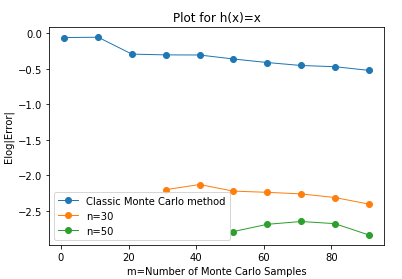 Plot for h(x)=x
0.0
−0.5
−1.0
−1.5
−2.0
−2.5
Elog|Error|
Classic Monte Carlo method
n=30
n=50
0 20 40 60 80
m=Number of Monte Carlo Samples